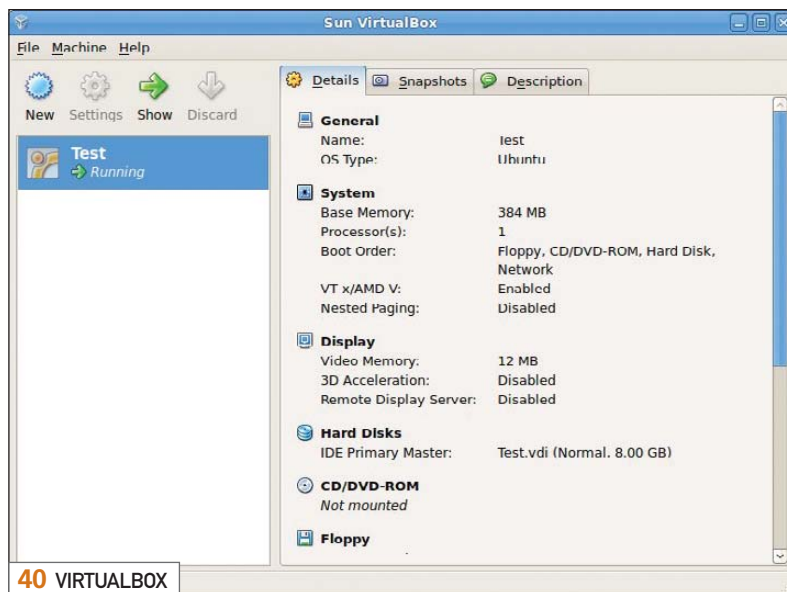 Sun VirtualBox
File Machine Help
New Settings Show Discard
Details Snapshots Description
Test
Running
General
Name: Test
OS Type: Ubuntu
System
Base Memory: 384 MB
Processor(s): 1
Boot Order: Floppy, CD/DVD-ROM, Hard Disk,
Network
VT x/AMD V: Enabled
Nested Paging: Disabled
Display
Video Memory: 12 MB
3D Acceleration: Disabled
Remote Display Server: Disabled
Hard Disks
IDE Primary Master: Test.vdi (Normal, 8.00 GB)
CD/DVD-ROM
Not mounted
Floppy
40 VIRTUALBOX